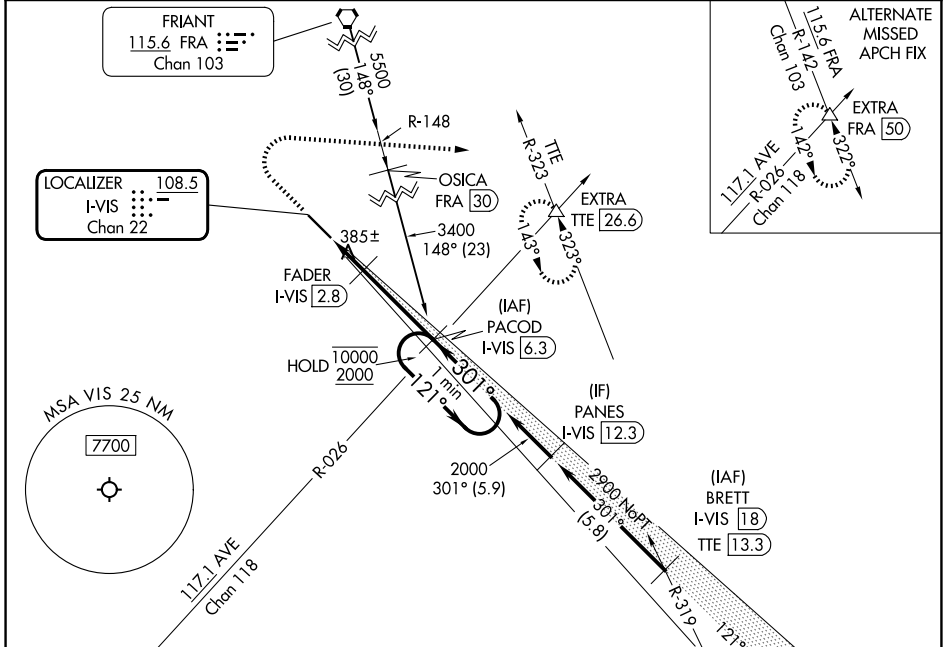 FRIANT
115.6 FRA
Chan 103
5500
148°
(30)
R-148
OSICA
FRA 30
3400
148° (23)
LOCALIZER 108.5
I-VIS
Chan 22
385±
FADER
I-VIS 2.8
TTE
R-323
EXTRA
TTE 26.6
143°
323°
(IAF)
PACOD
I-VIS 6.3
HOLD 10000
2000
1 min
301°
121°
(IF)
PANES
I-VIS 12.3
2000
301° (5.9)
2900 NoPT
301°
(5.8)
(IAF)
BRETT
I-VIS 18
TTE 13.3
R-319
121°
R-026
117.1 AVE
Chan 118
MSA VIS 25 NM
7700
ALTERNATE
MISSED
APCH FIX
115.6 FRA
R-142
Chan 103
EXTRA
FRA 50
142°
322°
117.1 AVE
R-026
Chan 118